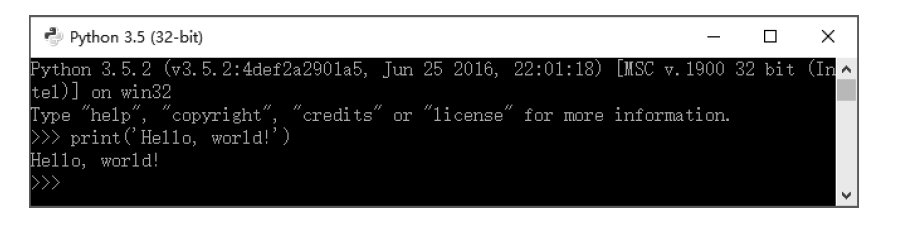 Python 3.5 (32-bit)
Python 3.5.2 (v3.5.2:4def2a2901a5, Jun 25 2016, 22:01:18) [MSC v.1900 32 bit (In
tel)] on win32
Type "help", "copyright", "credits" or "license" for more information.
>>> print('Hello, world!')
Hello, world!
>>>